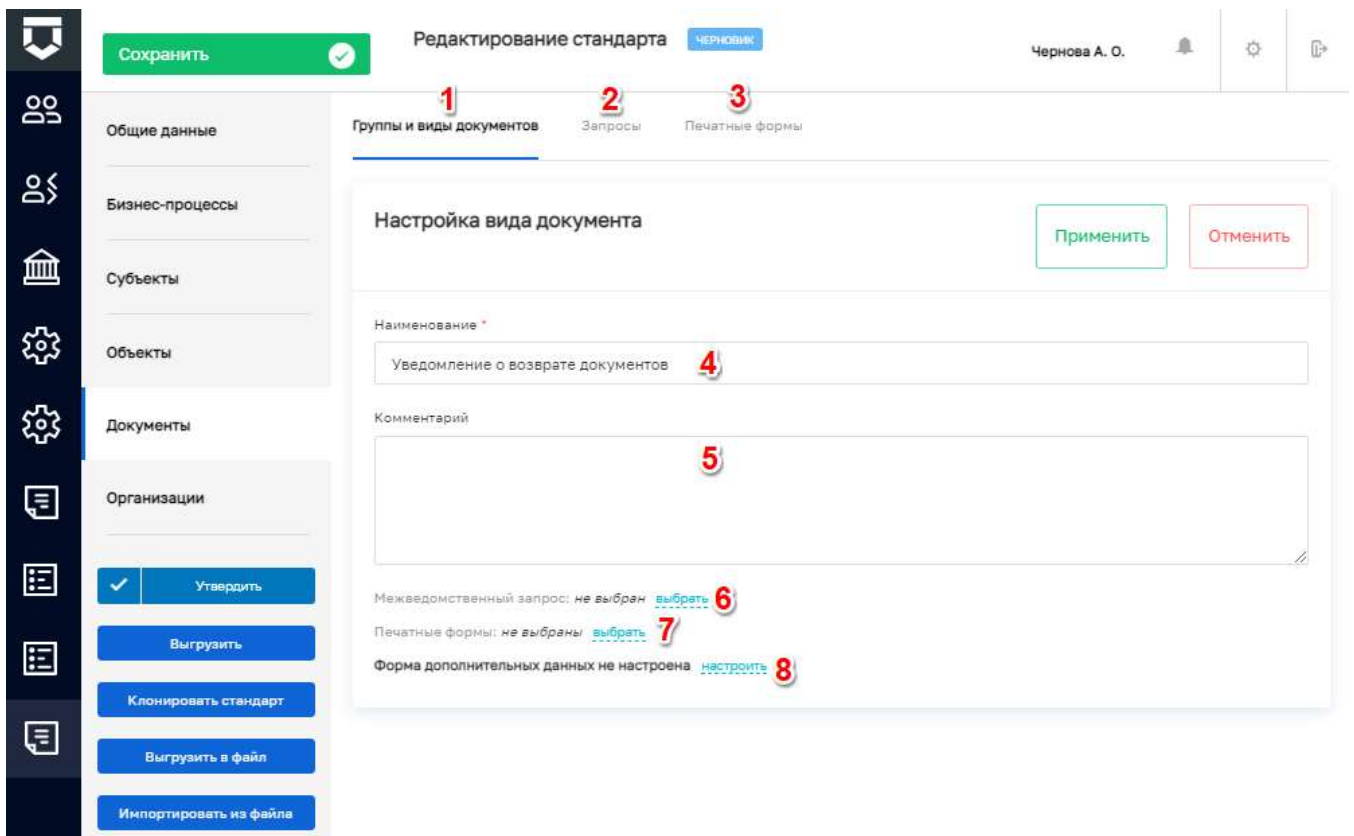 Сохранить
Редактирование стандарта ЧЕРНОВИК
Чернова А. О.
1 2 3
Группы и виды документов Запросы Печатные формы
Общие данные
Бизнес-процессы
Субъекты
Объекты
Документы
Организации
Утвердить
Выгрузить
Клонировать стандарт
Выгрузить в файл
Импортировать из файла
Настройка вида документа
Применить Отменить
Наименование *
Уведомление о возврате документов 4
Комментарий
5
Межведомственный запрос: не выбран выбрать 6
Печатные формы: не выбраны выбрать 7
Форма дополнительных данных не настроена настроить 8